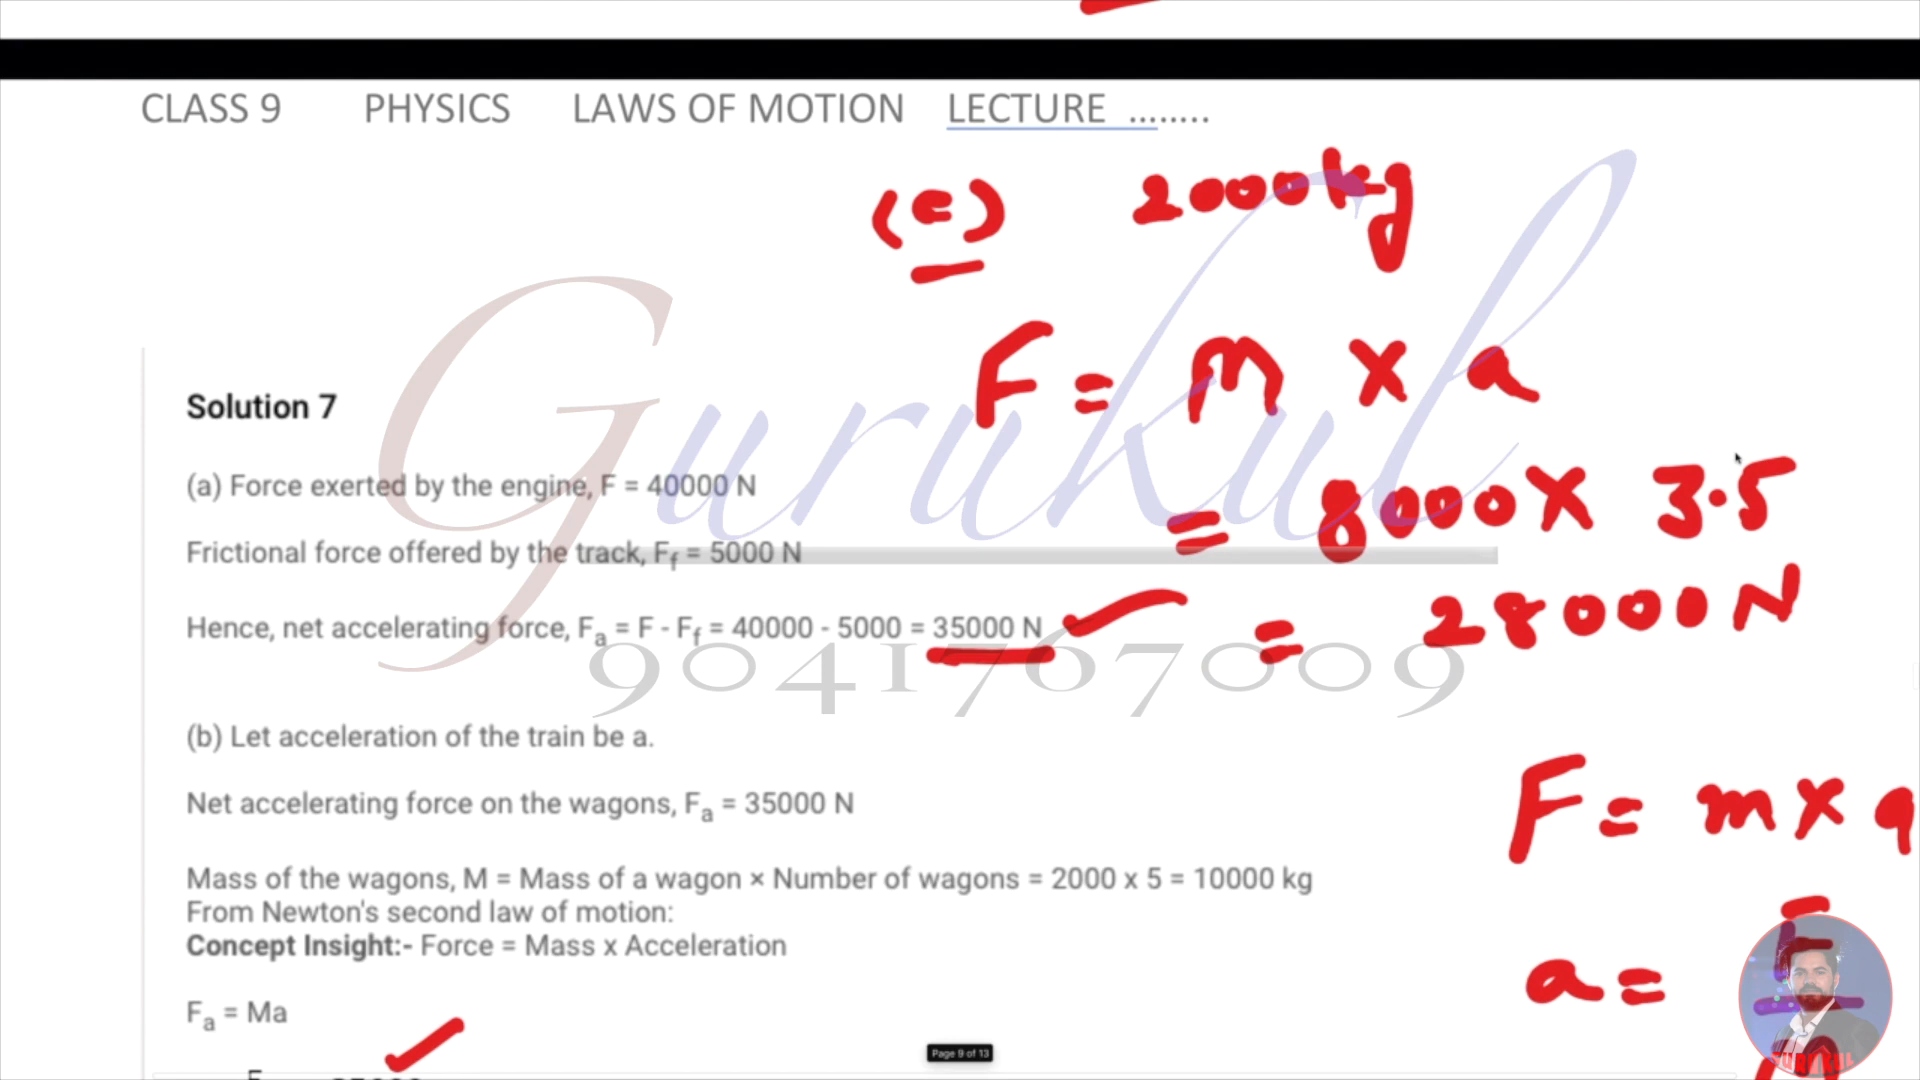 CLASS 9 PHYSICS LAWS OF MOTION LECTURE ........
(c) 2000kg
F = m × a
Solution 7
(a) Force exerted by the engine, F = 40000 N
= 8000 × 3.5
Frictional force offered by the track, Ff = 5000 N
Hence, net accelerating force, Fa = F - Ff = 40000 - 5000 = 35000 N
= 28000 N
Gurukul
9041767009
(b) Let acceleration of the train be a.
Net accelerating force on the wagons, Fa = 35000 N
F = m × a
Mass of the wagons, M = Mass of a wagon × Number of wagons = 2000 x 5 = 10000 kg
From Newton's second law of motion:
Concept Insight:- Force = Mass x Acceleration
a = F
Fa = Ma
Page 9 of 13
GURUKUL